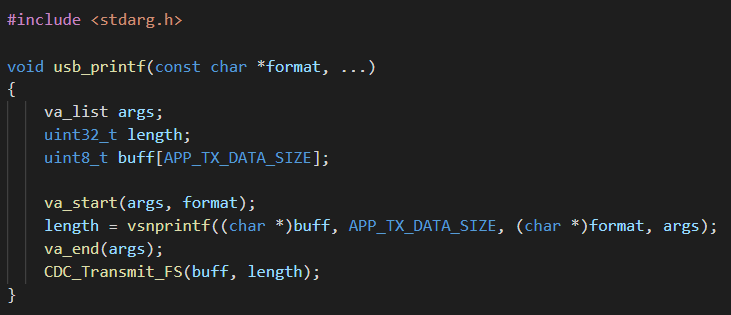 #include <stdarg.h>
void usb_printf(const char *format, ...)
{
va_list args;
uint32_t length;
uint8_t buff[APP_TX_DATA_SIZE];
va_start(args, format);
length = vsnprintf((char *)buff, APP_TX_DATA_SIZE, (char *)format, args);
va_end(args);
CDC_Transmit_FS(buff, length);
}